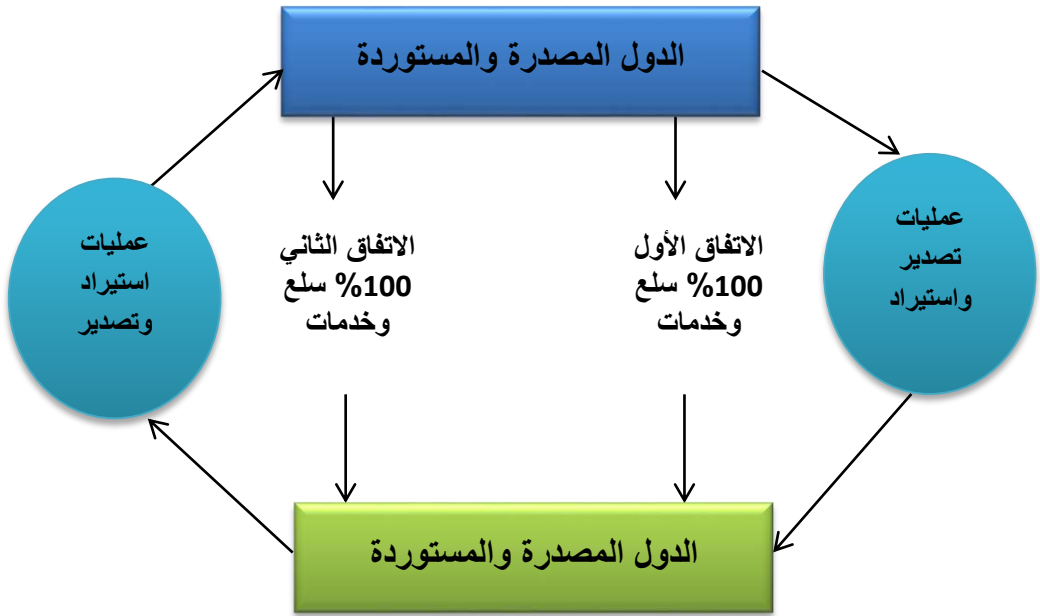 الدول المصدرة والمستوردة
عمليات
تصدير
واستيراد
الاتفاق الأول
100% سلع
وخدمات
الاتفاق الثاني
100% سلع
وخدمات
عمليات
استيراد
وتصدير
الدول المصدرة والمستوردة